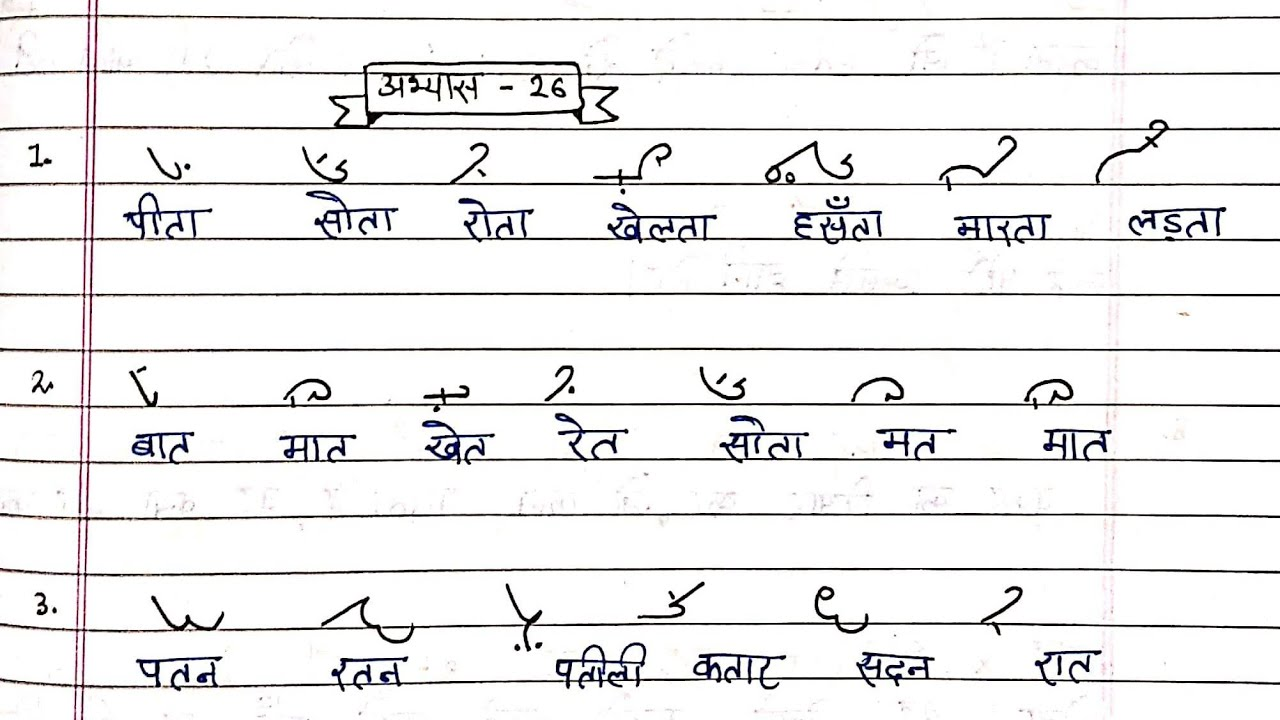 अभ्यास - 26
1.
पीता सोता रोता खेलता हसँता मारता लड़ता
2.
बात मात खेत रेत सोता मत मात
3.
पतन रतन पतीली कतार सदन रात